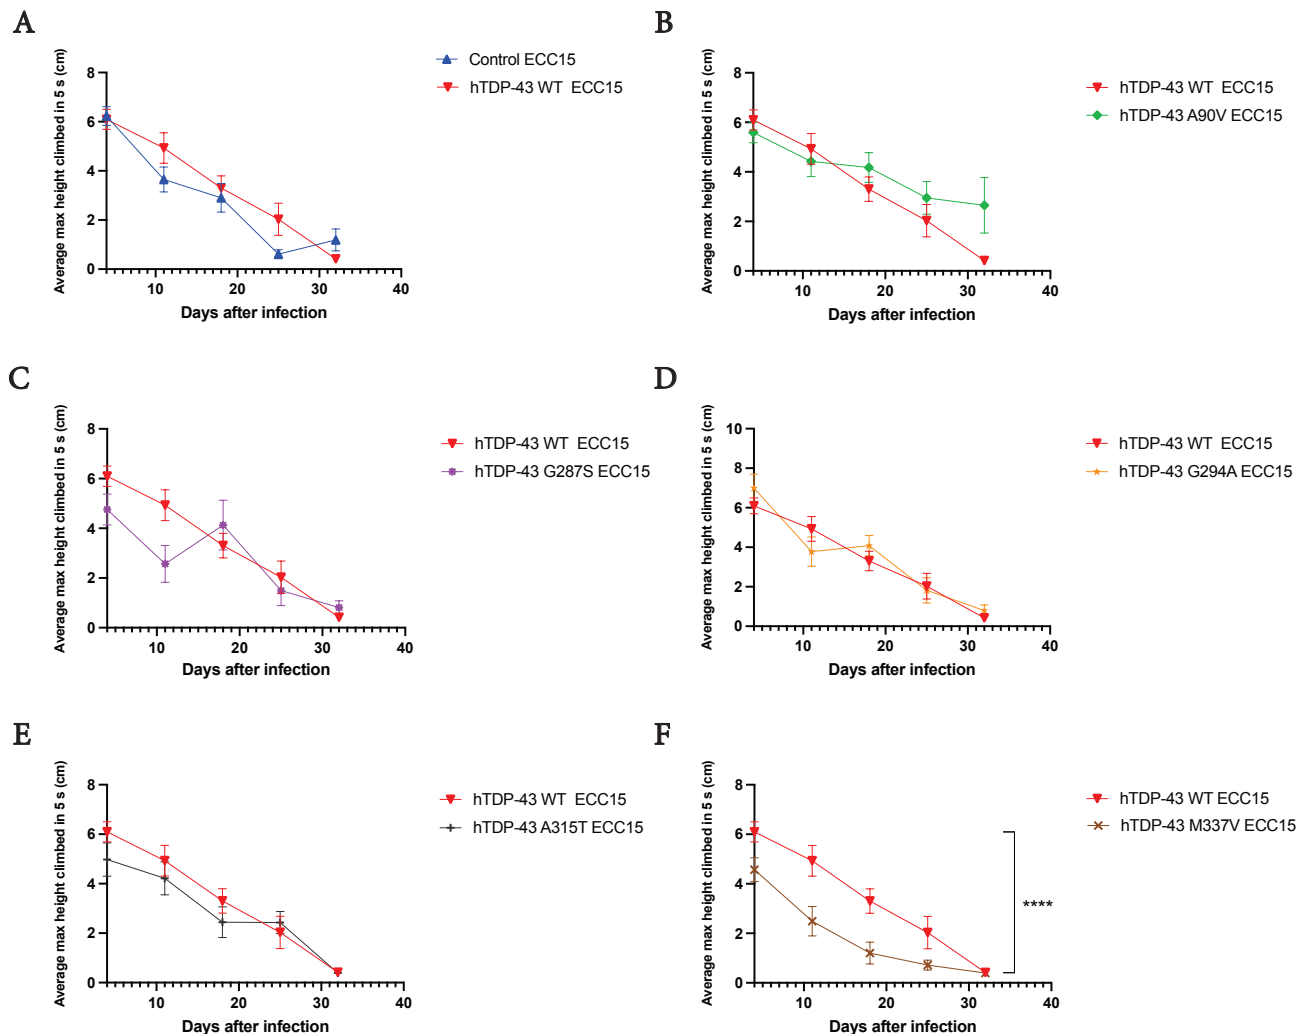 A
Average max height climbed in 5 s (cm)
8
6
4
2
0
10
20
30
40
Days after infection
Control ECC15
hTDP-43 WT ECC15
B
Average max height climbed in 5 s (cm)
8
6
4
2
0
10
20
30
40
Days after infection
hTDP-43 WT ECC15
hTDP-43 A90V ECC15
C
Average max height climbed in 5 s (cm)
8
6
4
2
0
10
20
30
40
Days after infection
hTDP-43 WT ECC15
hTDP-43 G287S ECC15
D
Average max height climbed in 5 s (cm)
10
8
6
4
2
0
10
20
30
40
Days after infection
hTDP-43 WT ECC15
hTDP-43 G294A ECC15
E
Average max height climbed in 5 s (cm)
8
6
4
2
0
10
20
30
40
Days after infection
hTDP-43 WT ECC15
hTDP-43 A315T ECC15
F
Average max height climbed in 5 s (cm)
8
6
4
2
0
10
20
30
40
Days after infection
hTDP-43 WT ECC15
hTDP-43 M337V ECC15
****